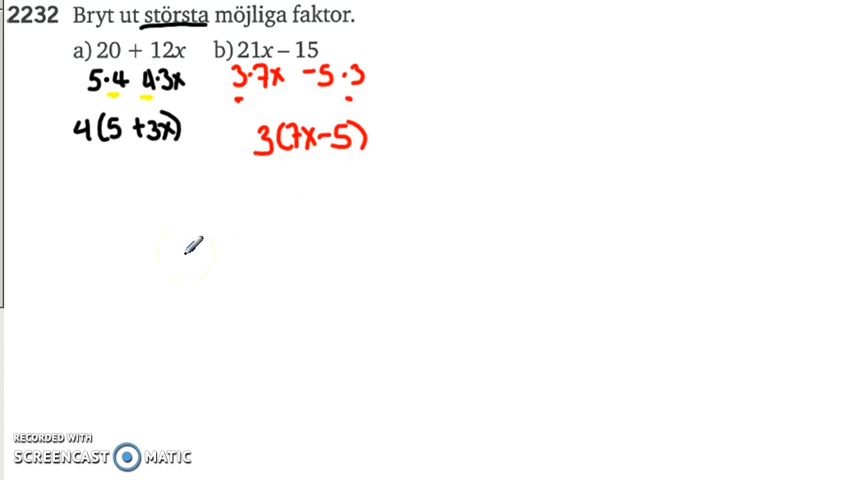 2232 Bryt ut största möjliga faktor.
a) 20 + 12x b) 21x – 15
5·4 4·3x 3·7x -5·3
4(5+3x) 3(7x-5)
RECORDED WITH
SCREENCAST MATIC